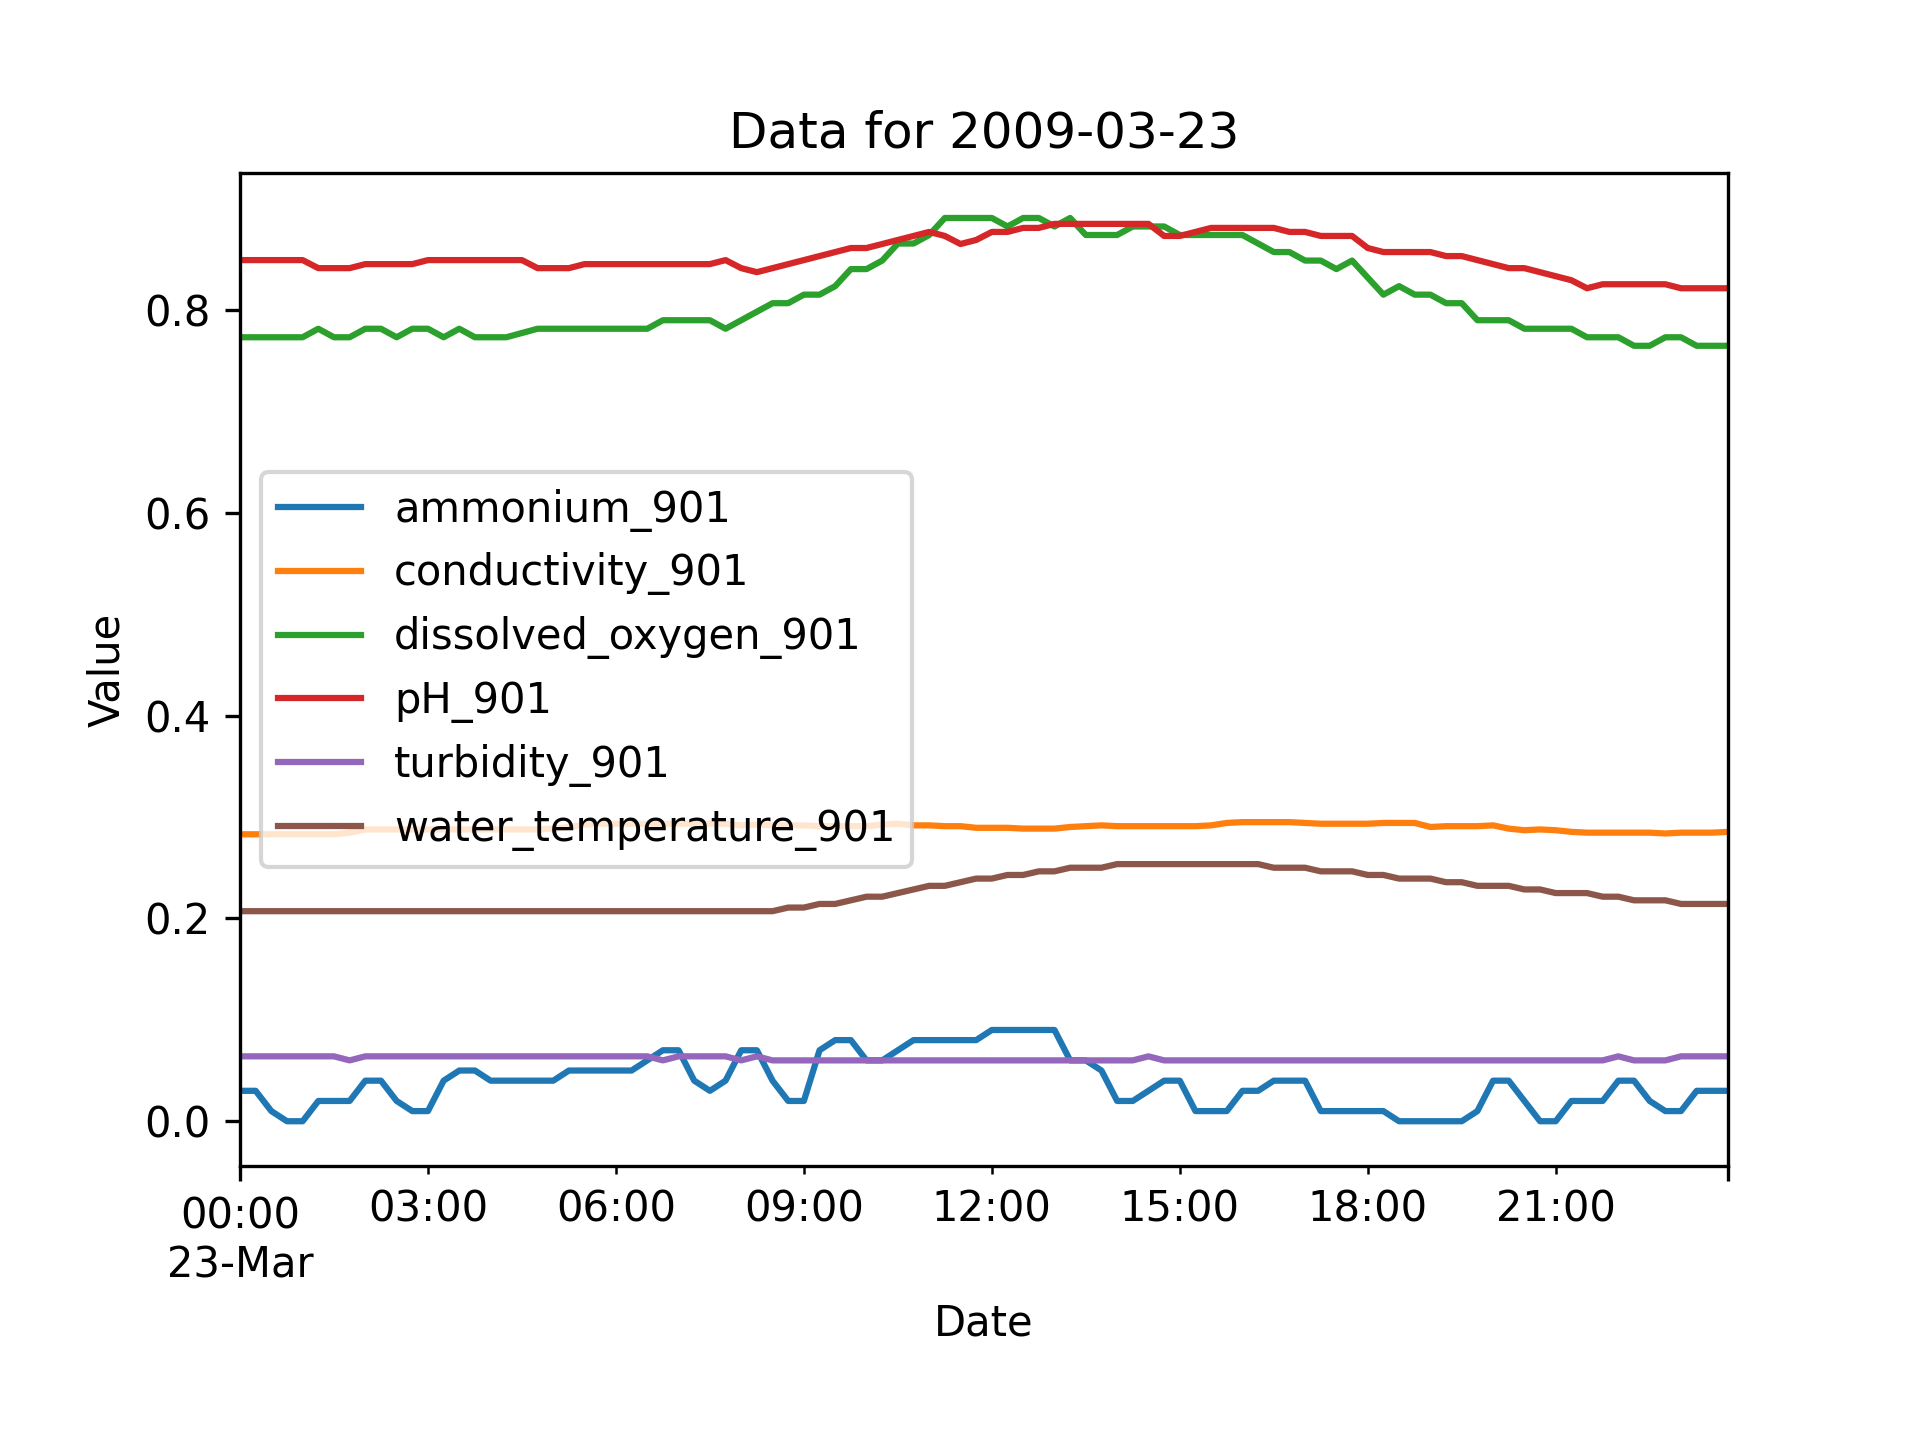 Data for 2009-03-23
Value
0.8
0.6
0.4
0.2
0.0
ammonium_901
conductivity_901
dissolved_oxygen_901
pH_901
turbidity_901
water_temperature_901
00:00 03:00 06:00 09:00 12:00 15:00 18:00 21:00
23-Mar
Date